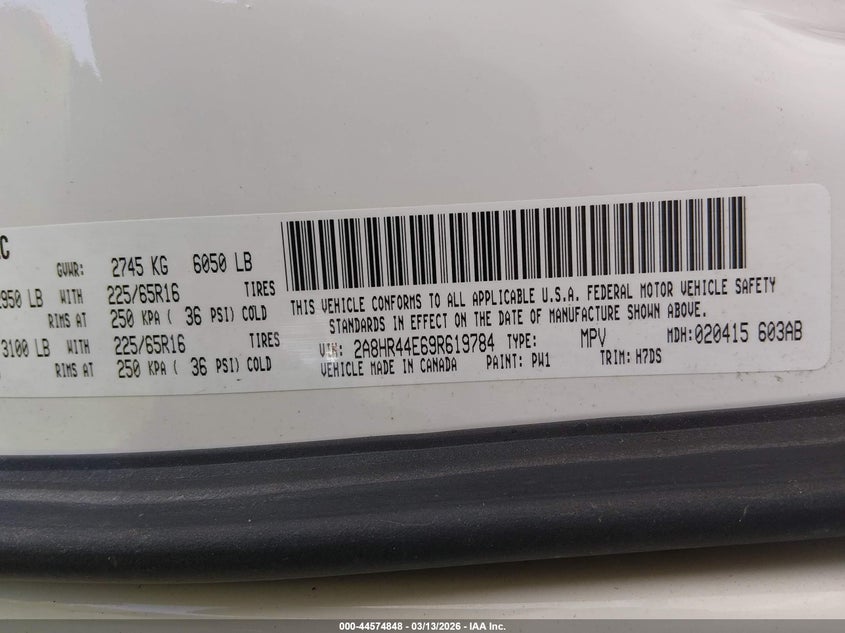 C
GVWR: 2745 KG 6050 LB
950 LB WITH 225/65R16 TIRES
RIMS AT 250 KPA ( 36 PSI) COLD
3100 LB WITH 225/65R16 TIRES
RIMS AT 250 KPA ( 36 PSI) COLD
THIS VEHICLE CONFORMS TO ALL APPLICABLE U.S.A. FEDERAL MOTOR VEHICLE SAFETY
STANDARDS IN EFFECT ON THE DATE OF MANUFACTURE SHOWN ABOVE.
VIN: 2A8HR44E69R619784 TYPE: MPV MDH:020415 603AB
VEHICLE MADE IN CANADA PAINT: PW1 TRIM: H7DS
000-44574848 - 03/13/2026 - IAA Inc.